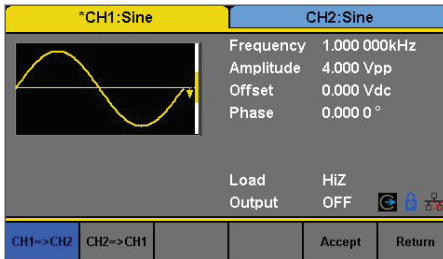 *CH1:Sine CH2:Sine
Frequency 1.000 000kHz
Amplitude 4.000 Vpp
Offset 0.000 Vdc
Phase 0.000 0 °
Load HiZ
Output OFF
CH1=>CH2 CH2=>CH1 Accept Return